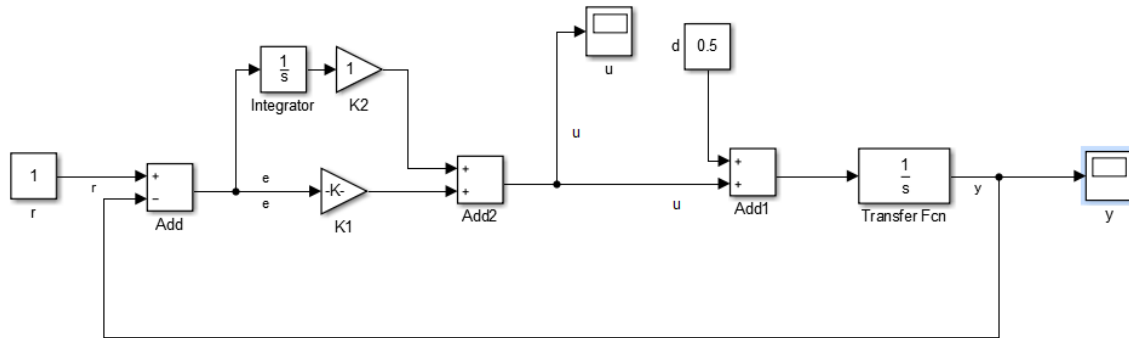 u
d
0.5
1
s
Integrator
1
K2
u
1
r
r
+
−
Add
e
e
-K-
K1
+
+
Add2
u
+
+
Add1
1
s
Transfer Fcn
y
y